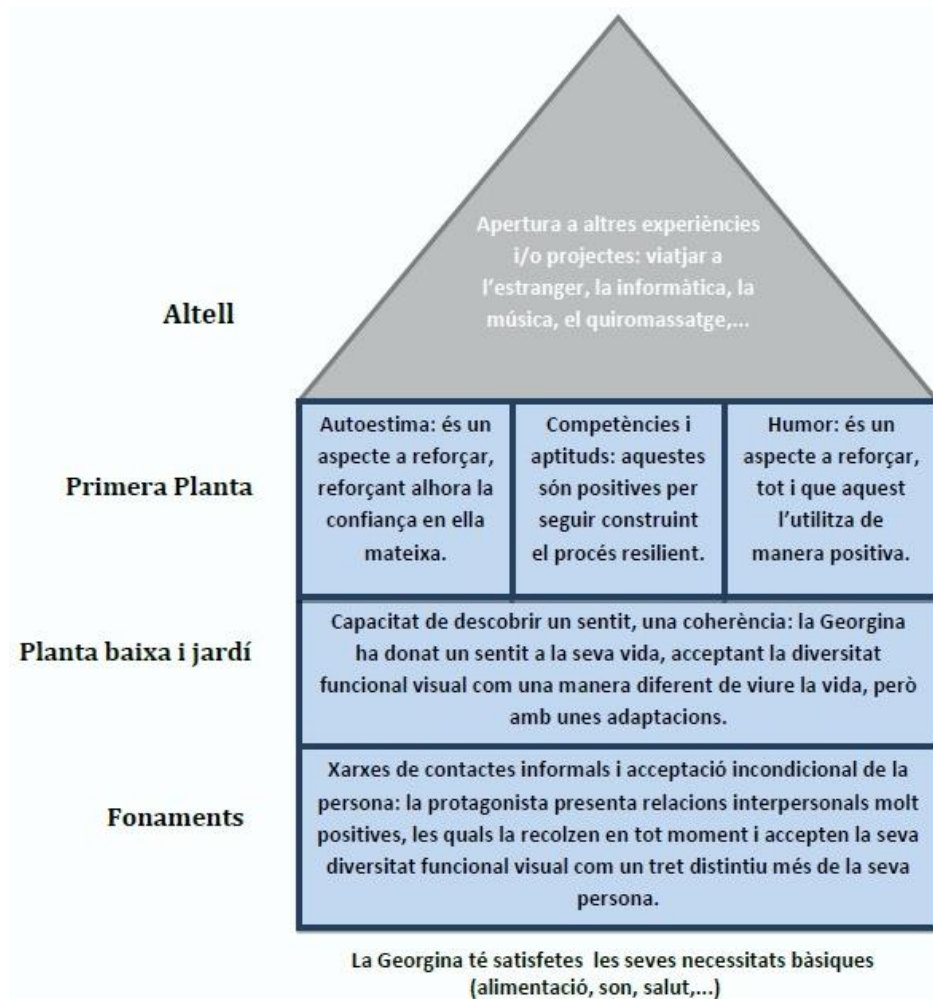 Apertura a altres experiències
i/o projectes: viatjar a
l'estranger, la informàtica, la
música, el quiromassatge,...
Altell
Primera Planta
Autoestima: és un
aspecte a reforçar,
reforçant alhora la
confiança en ella
mateixa.
Competències i
aptituds: aquestes
són positives per
seguir construint
el procés resilient.
Humor: és un
aspecte a reforçar,
tot i que aquest
l'utilitza de
manera positiva.
Planta baixa i jardí
Capacitat de descobrir un sentit, una coherència: la Georgina
ha donat un sentit a la seva vida, acceptant la diversitat
funcional visual com una manera diferent de viure la vida, però
amb unes adaptacions.
Fonaments
Xarxes de contactes informals i acceptació incondicional de la
persona: la protagonista presenta relacions interpersonals molt
positives, les quals la recolzen en tot moment i accepten la seva
diversitat funcional visual com un tret distintiu més de la seva
persona.
La Georgina té satisfetes les seves necessitats bàsiques
(alimentació, son, salut,...)